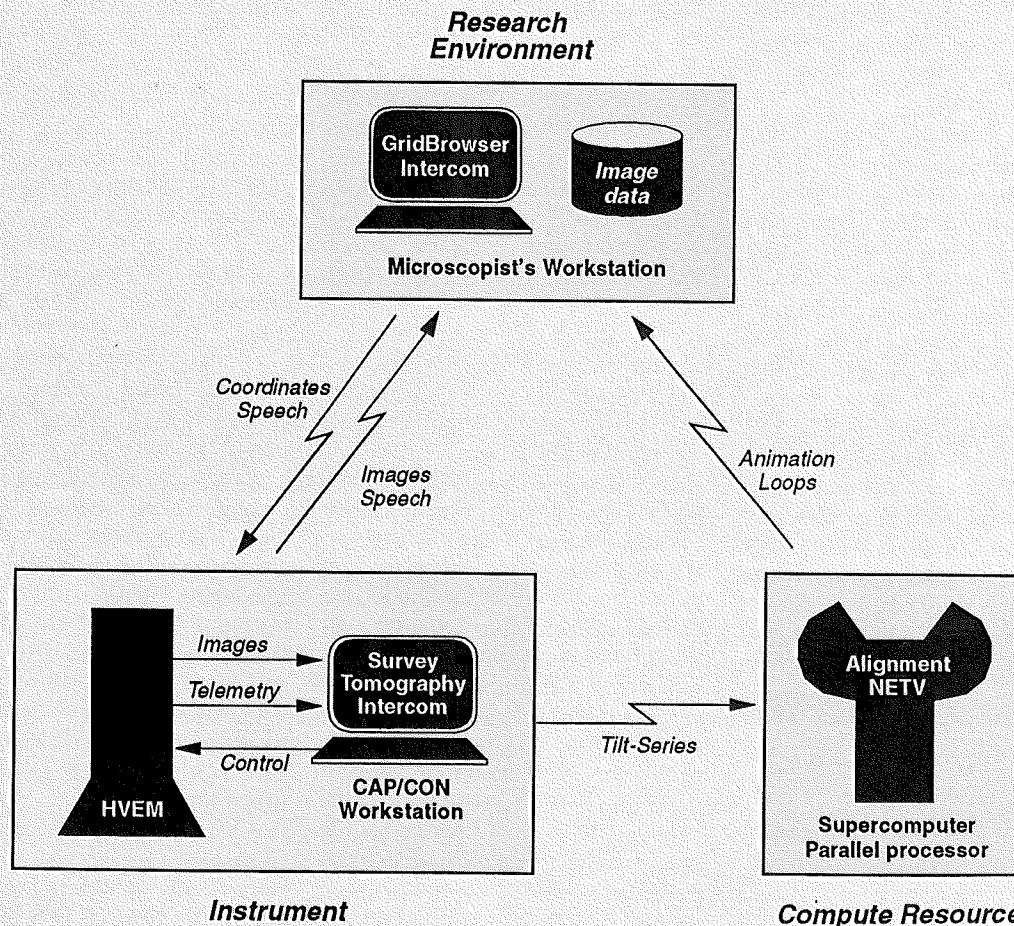 Research
Environment
GridBrowser
Intercom
Image
data
Microscopist's Workstation
Coordinates
Speech
Images
Speech
Animation
Loops
Images
Telemetry
Control
HVEM
Survey
Tomography
Intercom
CAP/CON
Workstation
Tilt-Series
Alignment
NETV
Supercomputer
Parallel processor
Instrument
Compute Resource